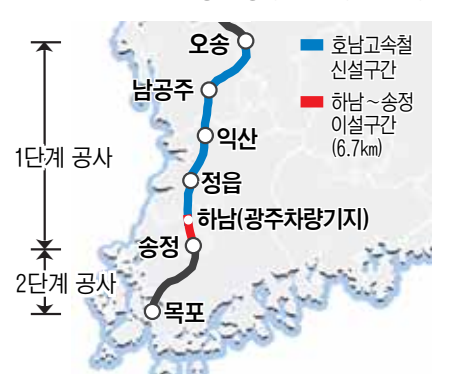 오송
호남고속철
신설구간
남공주
하남~송정
이설구간
(6.7km)
익산
1단계 공사
정읍
하남(광주차량기지)
송정
2단계 공사
목포